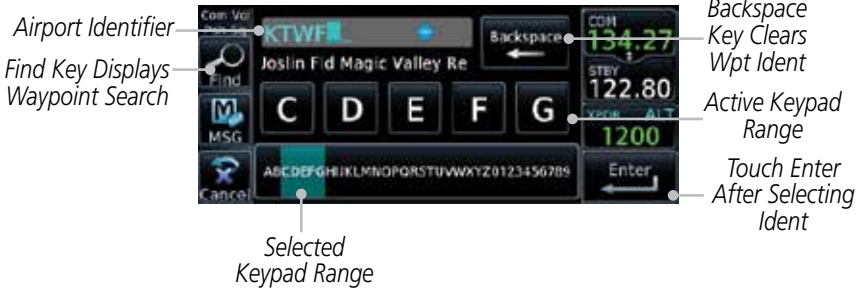 Airport Identifier
Find Key Displays
Waypoint Search
Com Vol
Find
MSG
Cancel
KTWF
Joslin Fld Magic Valley Re
Backspace
C D E F G
ABCDEFGHIJKLMNOPQRSTUVWXYZ0123456789
COM
134.27
STBY
122.80
XPDR ALT
1200
Enter
Backspace
Key Clears
Wpt Ident
Active Keypad
Range
Touch Enter
After Selecting
Ident
Selected
Keypad Range